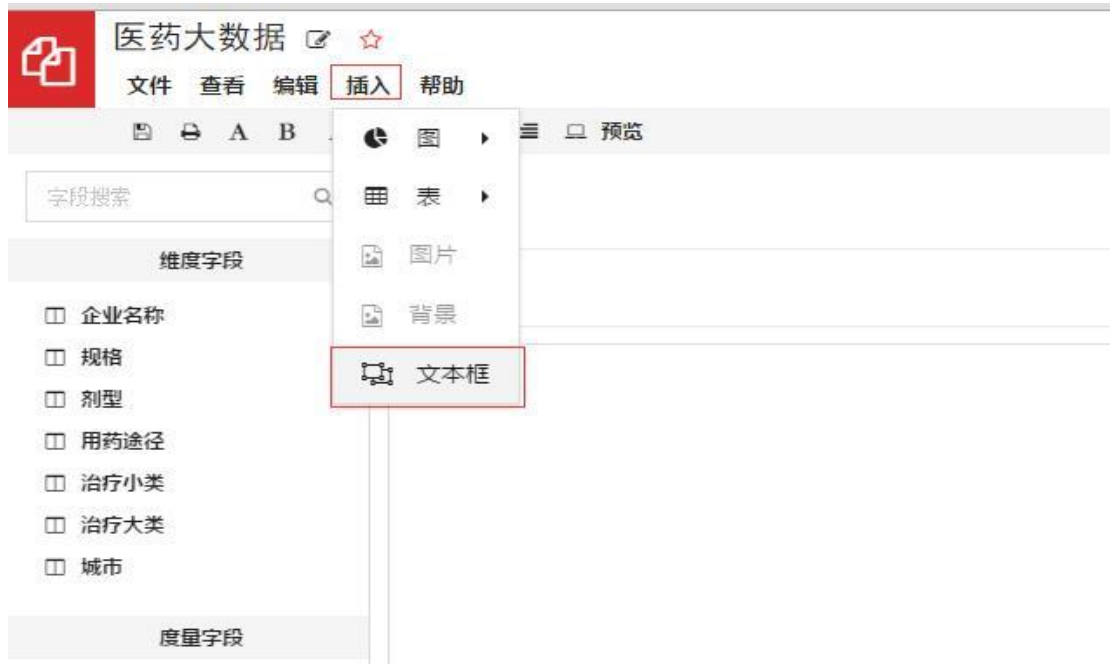 医药大数据
文件 查看 编辑 插入 帮助
A B 预览
图
表
图片
背景
文本框
字段搜索
维度字段
企业名称
规格
剂型
用药途径
治疗小类
治疗大类
城市
度量字段